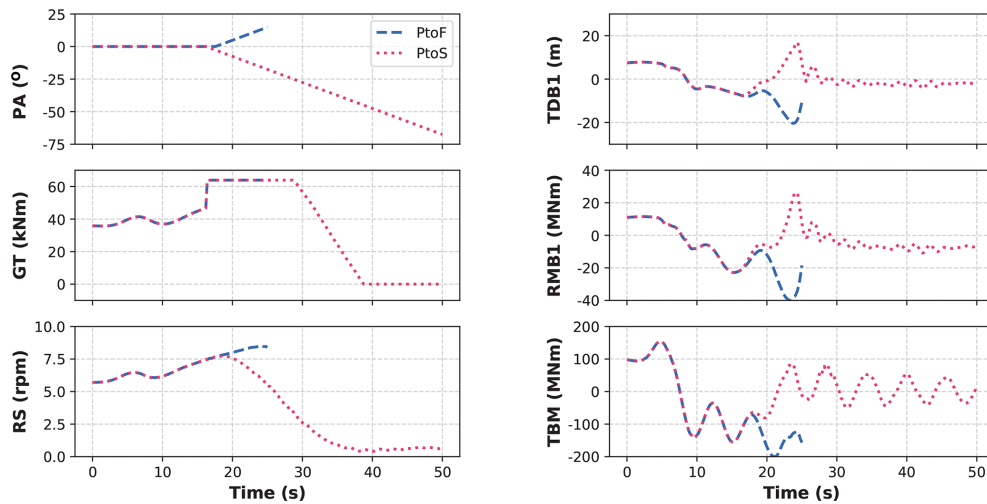 25
0
-25
-50
-75
PA (º)
PtoF
PtoS
20
0
-20
TDB1 (m)
60
40
20
0
GT (kNm)
40
20
0
-20
-40
RMB1 (MNm)
10.0
7.5
5.0
2.5
0.0
RS (rpm)
0 10 20 30 40 50
Time (s)
200
100
0
-100
-200
TBM (MNm)
0 10 20 30 40 50
Time (s)